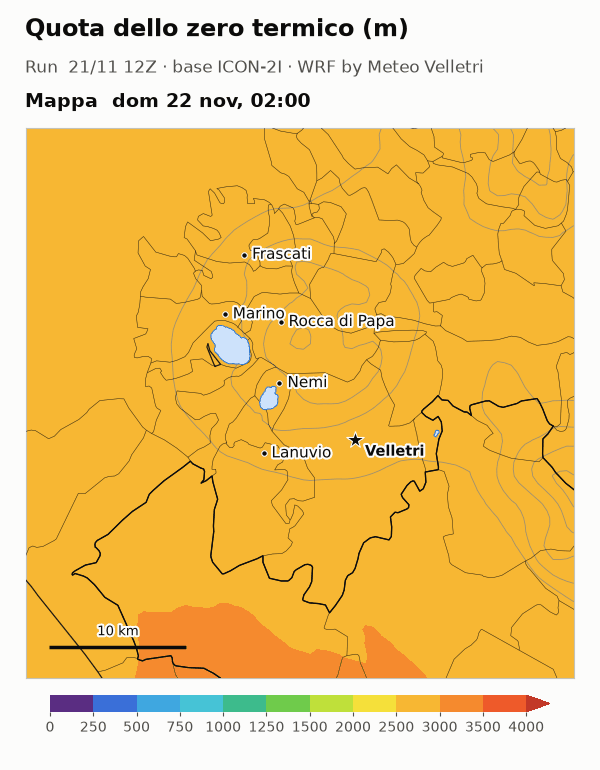 Quota dello zero termico (m)
Run 21/11 12Z · base ICON-2I · WRF by Meteo Velletri
Mappa dom 22 nov, 02:00
Frascati
Marino
Rocca di Papa
Nemi
Velletri
Lanuvio
10 km
0 250 500 750 1000 1250 1500 2000 2500 3000 3500 4000